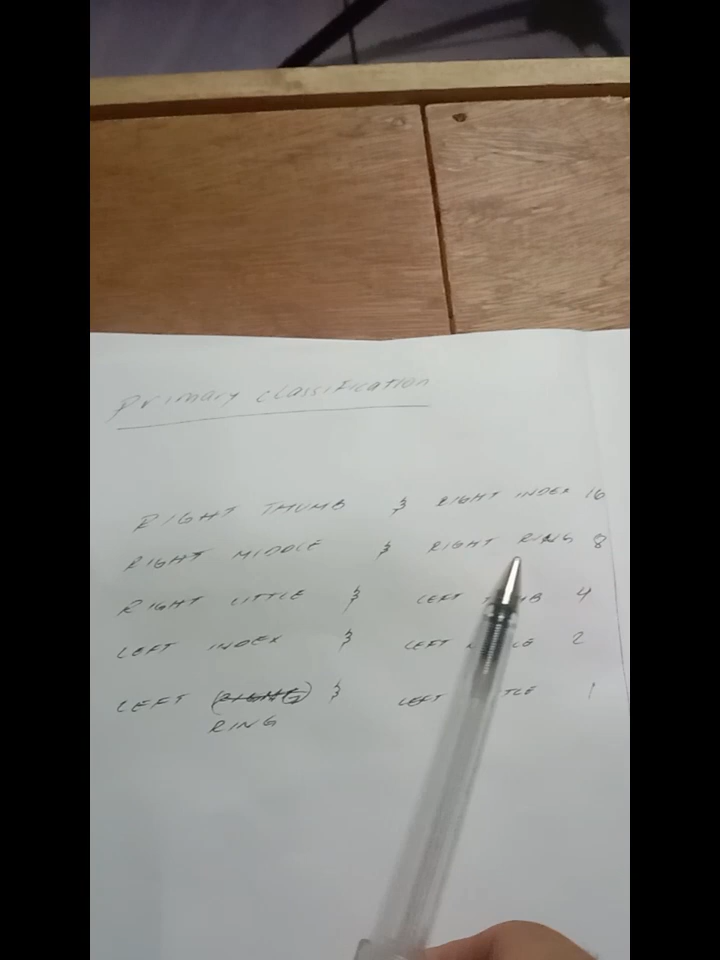 Primary classification
RIGHT THUMB & RIGHT INDEX 16
RIGHT MIDDLE & RIGHT RING 8
RIGHT LITTLE & LEFT 4
LEFT INDEX & LEFT 2
LEFT & LEFT 1
RING